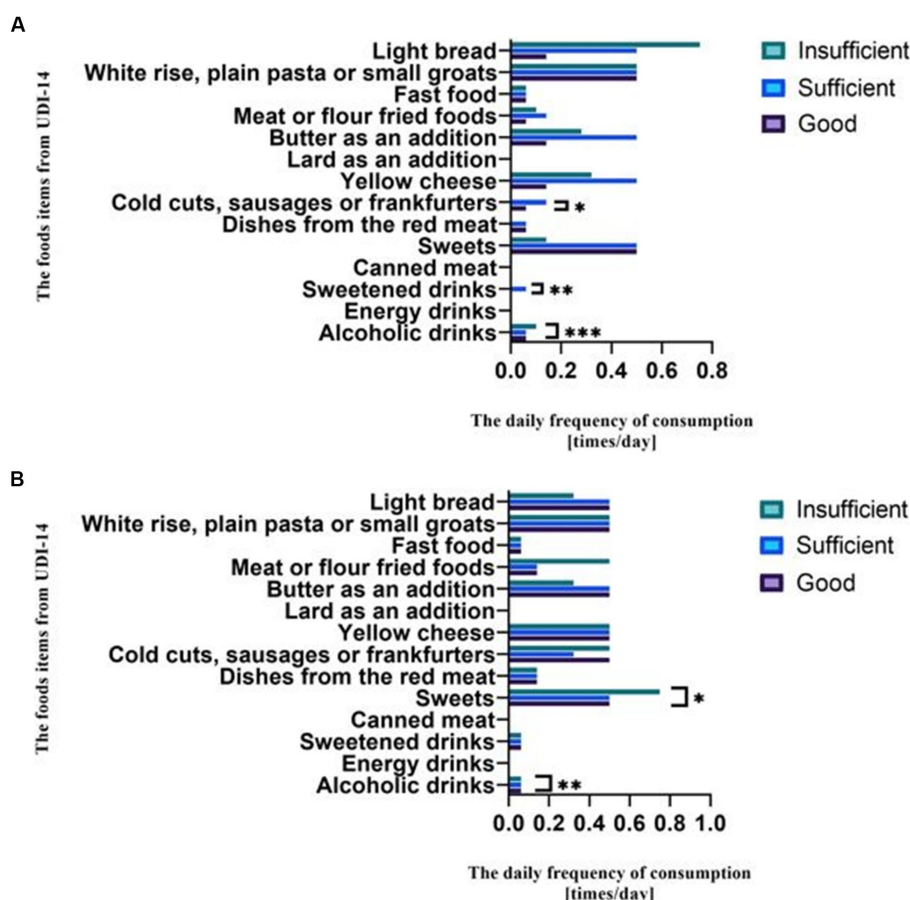 A
The foods items from UDI-14
Light bread
White rise, plain pasta or small groats
Fast food
Meat or flour fried foods
Butter as an addition
Lard as an addition
Yellow cheese
Cold cuts, sausages or frankfurters
*
Dishes from the red meat
Sweets
Canned meat
Sweetened drinks
**
Energy drinks
Alcoholic drinks
***
0.0 0.2 0.4 0.6 0.8
The daily frequency of consumption
[times/day]
Insufficient
Sufficient
Good
B
The foods items from UDI-14
Light bread
White rise, plain pasta or small groats
Fast food
Meat or flour fried foods
Butter as an addition
Lard as an addition
Yellow cheese
Cold cuts, sausages or frankfurters
Dishes from the red meat
Sweets
*
Canned meat
Sweetened drinks
Energy drinks
Alcoholic drinks
**
0.0 0.2 0.4 0.6 0.8 1.0
The daily frequency of consumption
[times/day]
Insufficient
Sufficient
Good